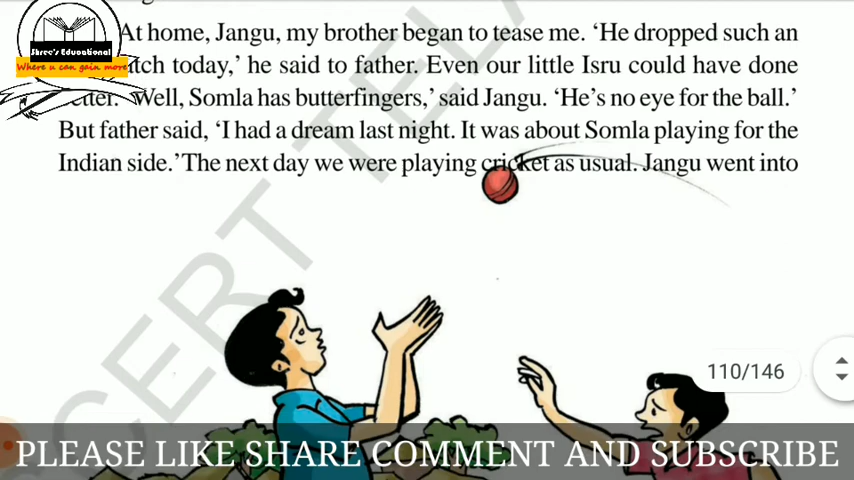 Shree's Educational
Where u can gain more
At home, Jangu, my brother began to tease me. ‘He dropped such an
tch today,’ he said to father. Even our little Isru could have done
etter. ‘Well, Somla has butterfingers,’ said Jangu. ‘He’s no eye for the ball.’
But father said, ‘I had a dream last night. It was about Somla playing for the
Indian side.’The next day we were playing cricket as usual. Jangu went into
CERT TELA
110/146
PLEASE LIKE SHARE COMMENT AND SUBSCRIBE